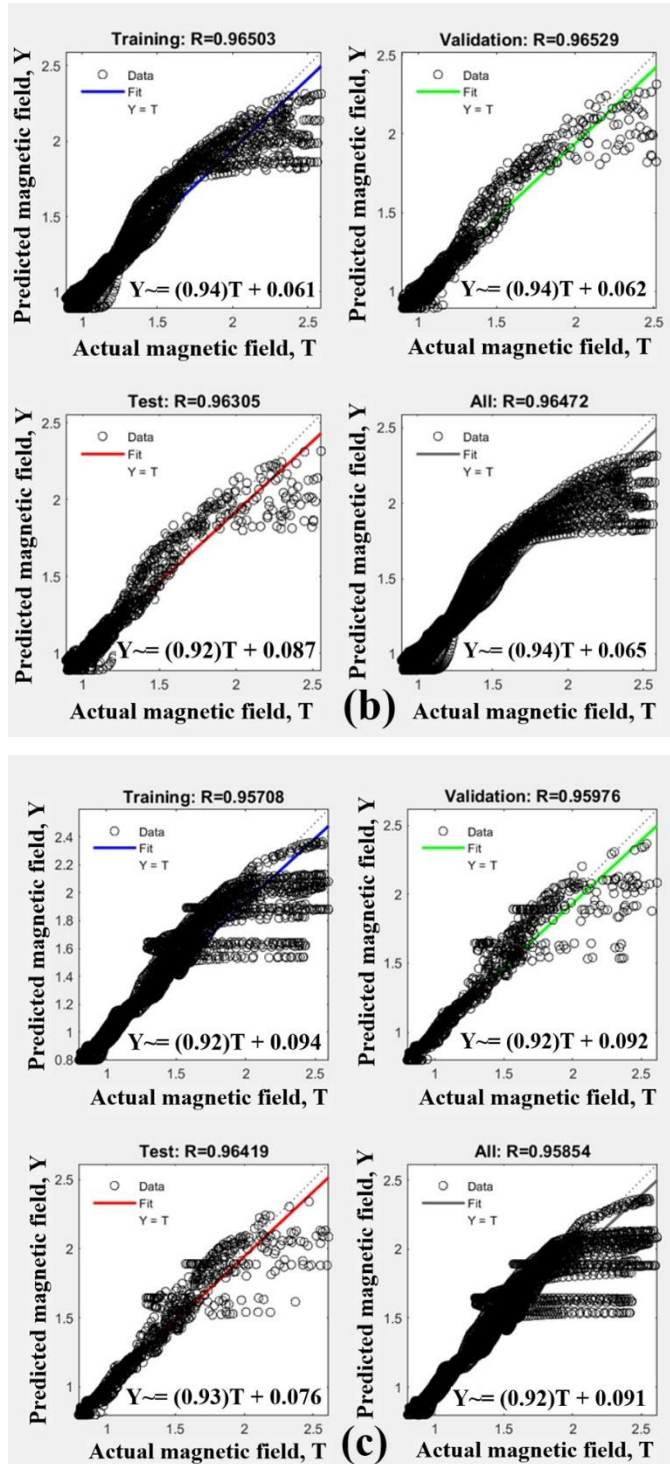 Training: R=0.96503
Predicted magnetic field, Y
2.5
2
1.5
1
Data
Fit
Y = T
Y~= (0.94)T + 0.061
1 1.5 2 2.5
Actual magnetic field, T
Validation: R=0.96529
Predicted magnetic field, Y
2.5
2
1.5
1
Data
Fit
Y = T
Y~= (0.94)T + 0.062
1 1.5 2 2.5
Actual magnetic field, T
Test: R=0.96305
Predicted magnetic field, Y
2.5
2
1.5
1
Data
Fit
Y = T
Y~= (0.92)T + 0.087
1 1.5 2 2.5
Actual magnetic field, T
All: R=0.96472
Predicted magnetic field, Y
2.5
2
1.5
1
Data
Fit
Y = T
Y~= (0.94)T + 0.065
1 1.5 2 2.5
Actual magnetic field, T
(b)
Training: R=0.95708
Predicted magnetic field, Y
2.4
2.2
2
1.8
1.6
1.4
1.2
1
0.8
Data
Fit
Y = T
Y~= (0.92)T + 0.094
1 1.5 2 2.5
Actual magnetic field, T
Validation: R=0.95976
Predicted magnetic field, Y
2.5
2
1.5
1
Data
Fit
Y = T
Y~= (0.92)T + 0.092
1 1.5 2 2.5
Actual magnetic field, T
Test: R=0.96419
Predicted magnetic field, Y
2.5
2
1.5
1
Data
Fit
Y = T
Y~= (0.93)T + 0.076
1 1.5 2 2.5
Actual magnetic field, T
All: R=0.95854
Predicted magnetic field, Y
2.5
2
1.5
1
Data
Fit
Y = T
Y~= (0.92)T + 0.091
1 1.5 2 2.5
Actual magnetic field, T
(c)